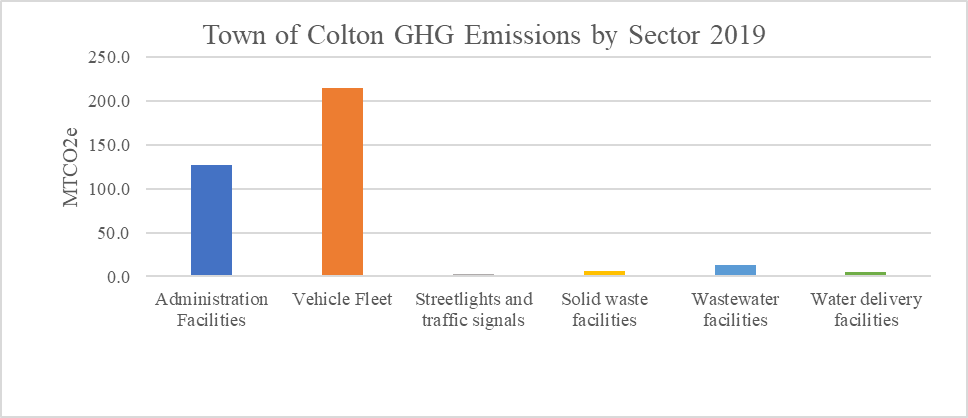 Town of Colton GHG Emissions by Sector 2019
MTCO2e
250.0
200.0
150.0
100.0
50.0
0.0
Administration
Facilities
Vehicle Fleet
Streetlights and
traffic signals
Solid waste
facilities
Wastewater
facilities
Water delivery
facilities